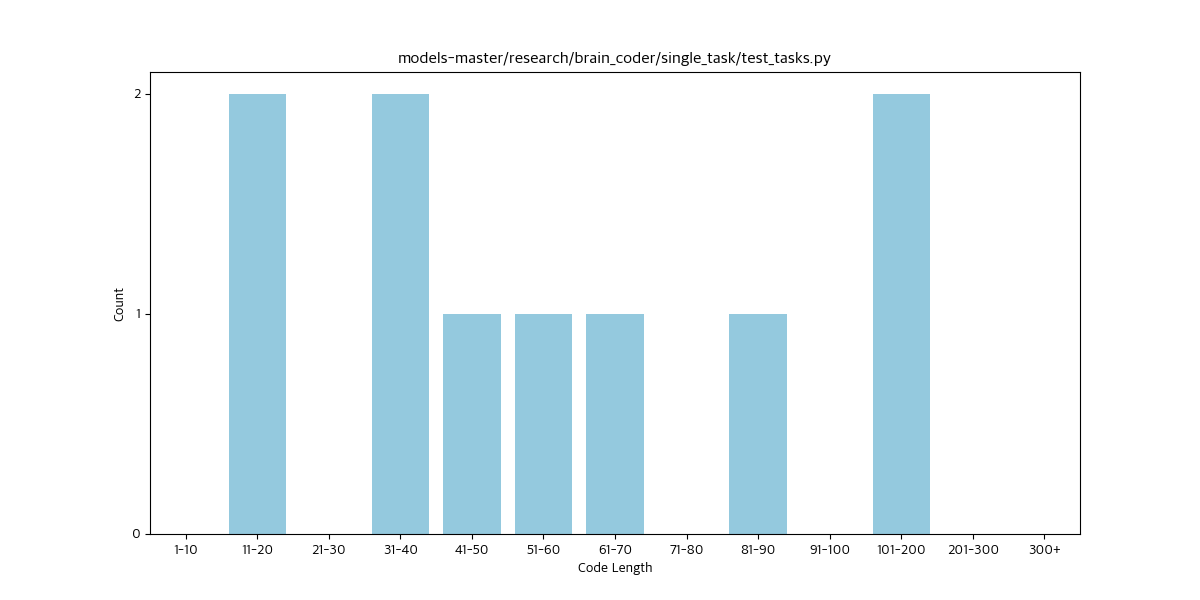 models-master/research/brain_coder/single_task/test_tasks.py
Count
2
1
0
1-10 11-20 21-30 31-40 41-50 51-60 61-70 71-80 81-90 91-100 101-200 201-300 300+
Code Length